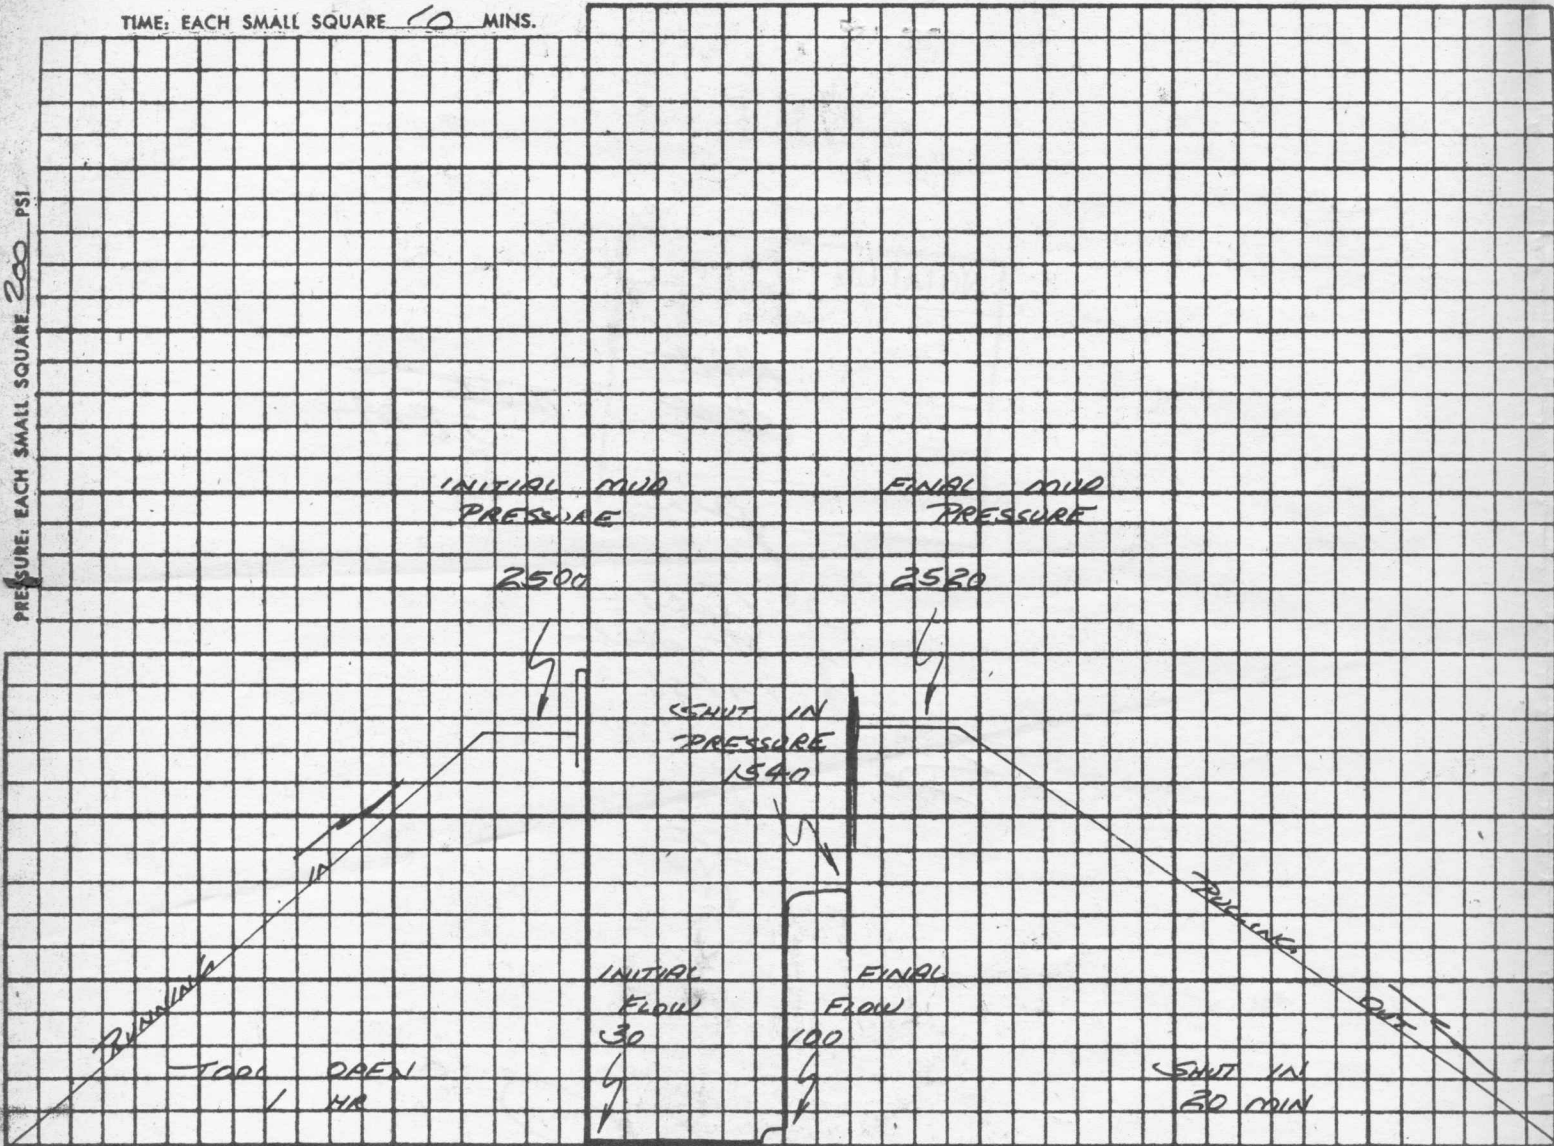 TIME: EACH SMALL SQUARE 10 MINS.
PRESSURE: EACH SMALL SQUARE 200 PSI
INITIAL MUD
PRESSURE
2500
FINAL MUD
PRESSURE
2520
SHUT IN
PRESSURE
1540
RUNNING IN
PULLING OUT
INITIAL
FLOW
30
FINAL
FLOW
100
TOOL OPEN
1 HR
SHUT IN
20 MIN